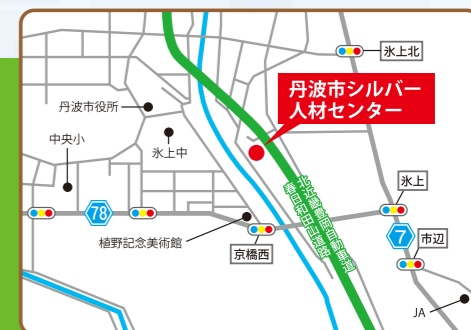 氷上北
丹波市シルバー
人材センター
丹波市役所
中央小
氷上中
北近畿豊岡自動車道
春日和田山道路
氷上
78
7
市辺
植野記念美術館
京橋西
JA